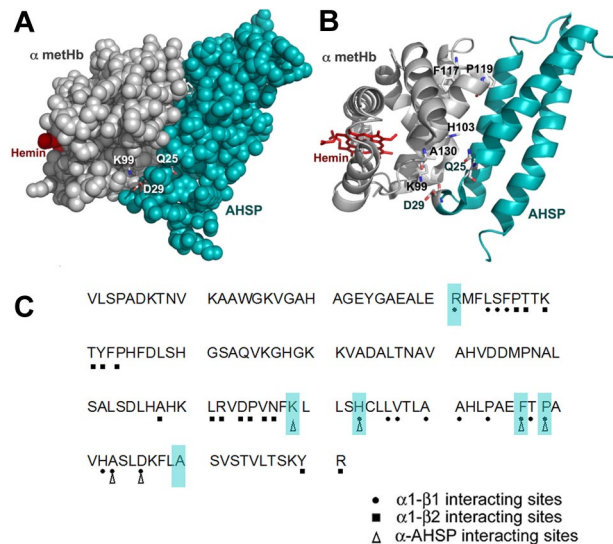 A
B
α metHb
Hemin
K99
Q25
D29
AHSP
α metHb
F117
P119
H103
Hemin
A130
Q25
K99
D29
AHSP
C
VLSPADKTNV KAAWGKVGAH AGEYGAEALE RMFLSFPTTK
TYFPHFDLSH GSAQVKGHGK KVADALTNAV AHVDDMPNAL
SALSDLHAHK LRVDPVNFKL LSHCLLVTLA AHLPAEFTPA
VHASLDKFLA SVSTVLTSKY R
α1-β1 interacting sites
α1-β2 interacting sites
α-AHSP interacting sites